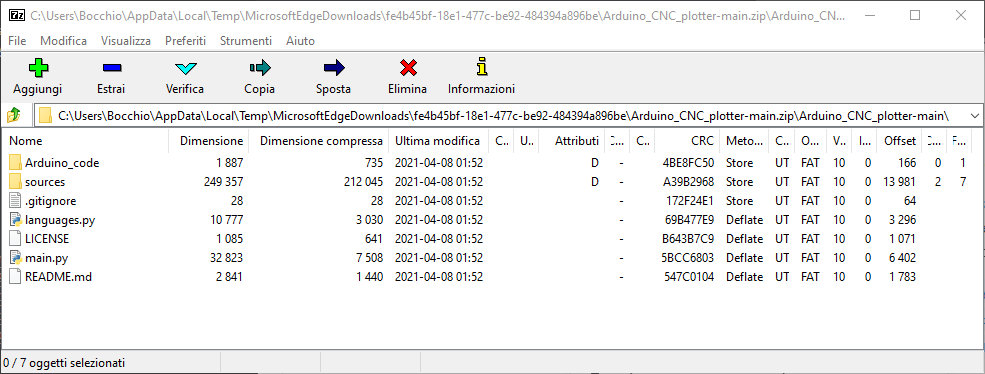 C:\Users\Bocchio\AppData\Local\Temp\MicrosoftEdgeDownloads\fe4b45bf-18e1-477c-be92-484394a896be\Arduino_CNC_plotter-main.zip\Arduino_CN...
File Modifica Visualizza Preferiti Strumenti Aiuto
Aggiungi Estrai Verifica Copia Sposta Elimina Informazioni
C:\Users\Bocchio\AppData\Local\Temp\MicrosoftEdgeDownloads\fe4b45bf-18e1-477c-be92-484394a896be\Arduino_CNC_plotter-main.zip\Arduino_CNC_plotter-main\
Nome Dimensione Dimensione compressa Ultima modifica C.. U.. Attributi C.. C.. CRC Meto... C.. O... V.. I... Offset C... F...
Arduino_code 1 887 735 2021-04-08 01:52 D - 4BE8FC50 Store UT FAT 10 0 166 0 1
sources 249 357 212 045 2021-04-08 01:52 D - A39B2968 Store UT FAT 10 0 13 981 2 7
.gitignore 28 28 2021-04-08 01:52 - 172F24E1 Store UT FAT 10 0 64
languages.py 10 777 3 030 2021-04-08 01:52 - 69B477E9 Deflate UT FAT 10 0 3 296
LICENSE 1 085 641 2021-04-08 01:52 - B643B7C9 Deflate UT FAT 10 0 1 071
main.py 32 823 7 508 2021-04-08 01:52 - 5BCC6803 Deflate UT FAT 10 0 6 402
README.md 2 841 1 440 2021-04-08 01:52 - 547C0104 Deflate UT FAT 10 0 1 783
0 / 7 oggetti selezionati